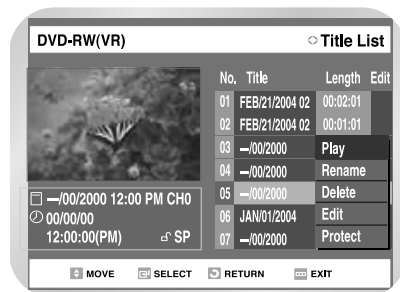 DVD-RW(VR) Title List
No. Title Length Edit
01 FEB/21/2004 02 00:02:01
02 FEB/21/2004 02 00:01:01
03 —/00/2000 Play
04 —/00/2000 Rename
05 —/00/2000 Delete
06 JAN/01/2004 Edit
07 —/00/2000 Protect
—/00/2000 12:00 PM CH0
00/00/00
12:00:00(PM) SP
MOVE SELECT RETURN EXIT